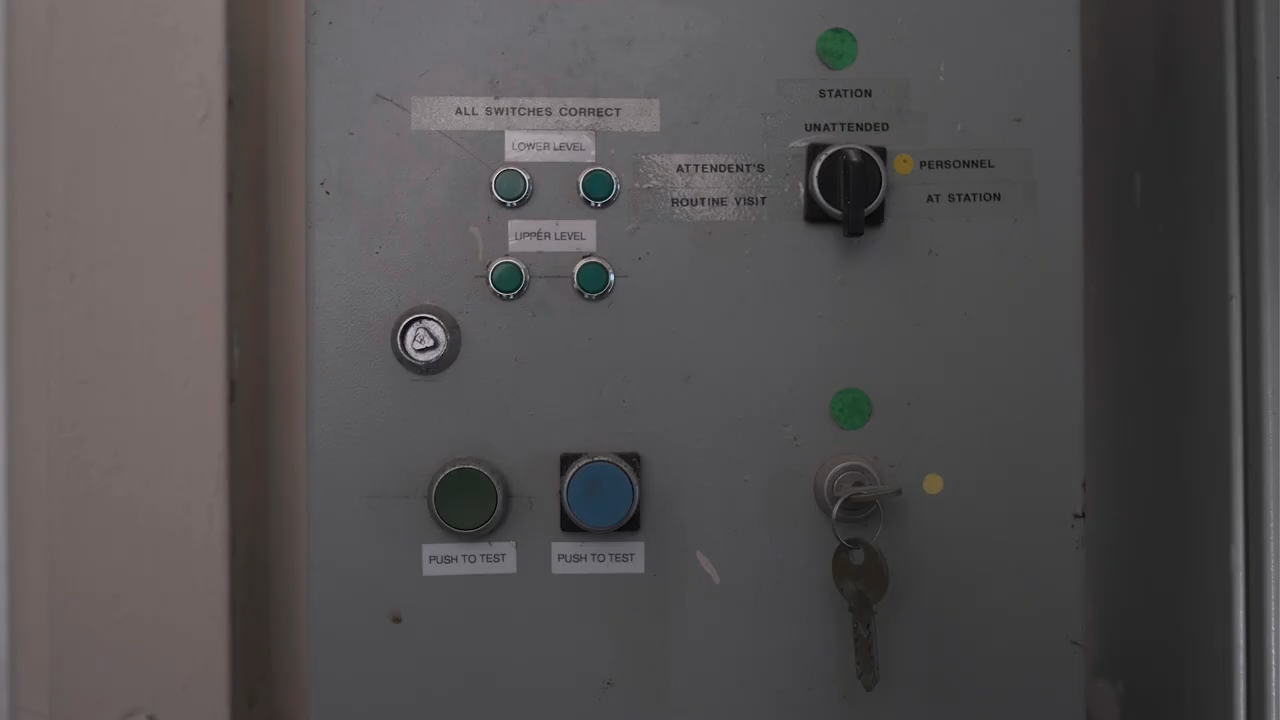 ALL SWITCHES CORRECT
LOWER LEVEL
UPPER LEVEL
STATION
UNATTENDED
ATTENDENT'S
ROUTINE VISIT
PERSONNEL
AT STATION
PUSH TO TEST
PUSH TO TEST